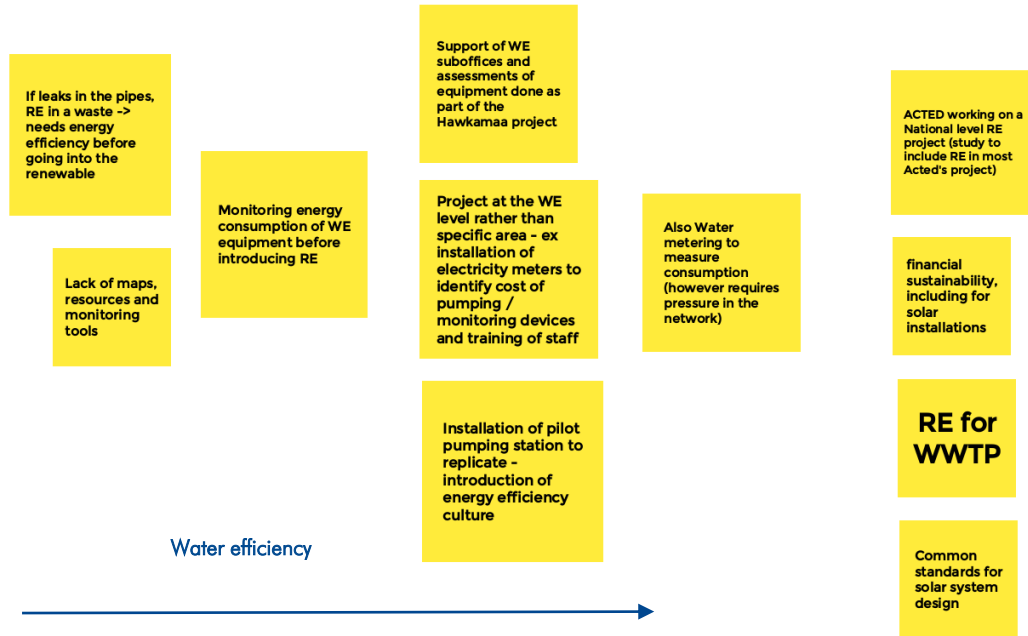 If leaks in the pipes,
RE in a waste ->
needs energy
efficiency before
going into the
renewable
Lack of maps,
resources and
monitoring
tools
Monitoring energy
consumption of WE
equipment before
introducing RE
Support of WE
suboffices and
assessments of
equipment done as
part of the
Hawkamaa project
Project at the WE
level rather than
specific area - ex
installation of
electricity meters to
identify cost of
pumping /
monitoring devices
and training of staff
Installation of pilot
pumping station to
replicate -
introduction of
energy efficiency
culture
Also Water
metering to
measure
consumption
(however requires
pressure in the
network)
ACTED working on a
National level RE
project (study to
include RE in most
Acted's project)
financial
sustainability,
including for
solar
installations
RE for
WWTP
Common
standards for
solar system
design
Water efficiency